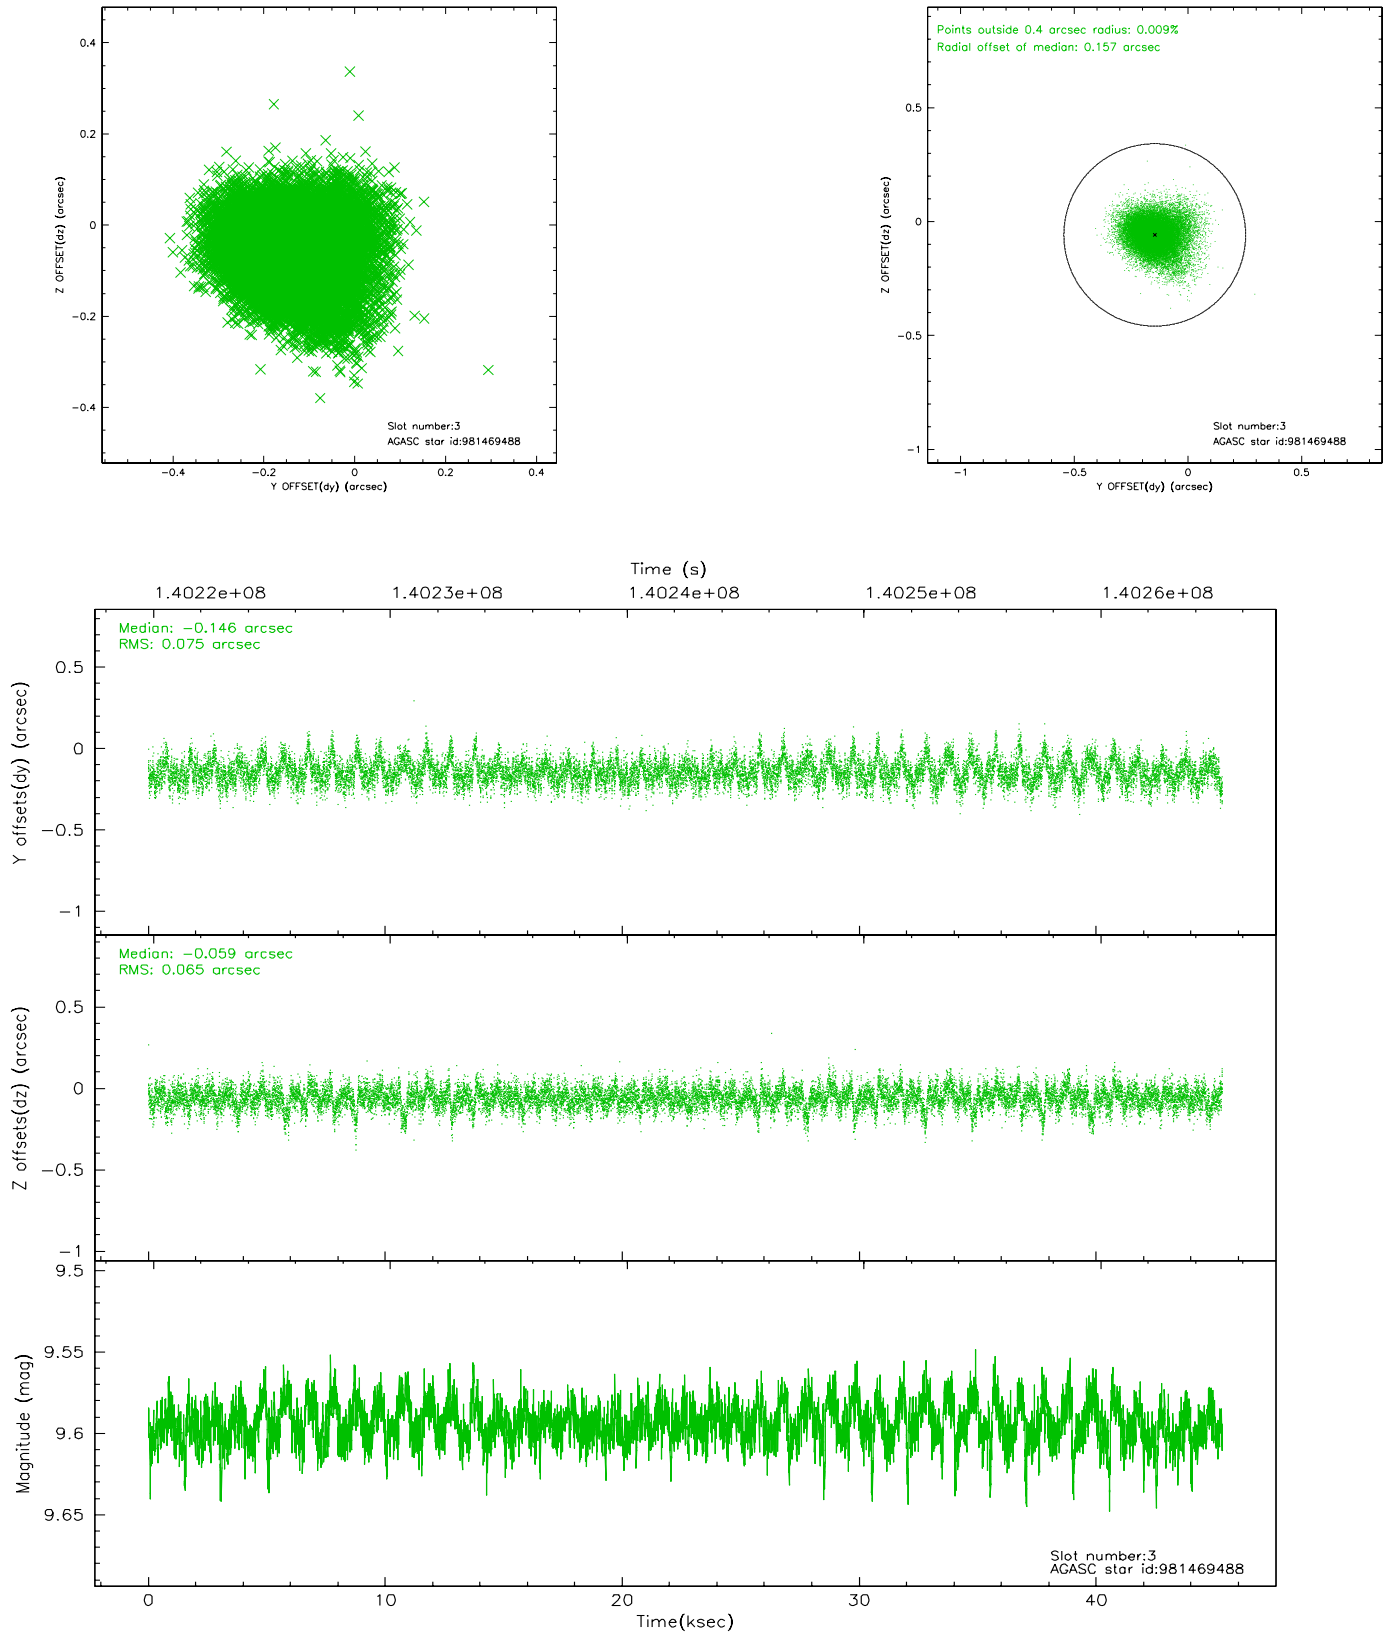 0.4
0.2
0
-0.2
-0.4
Z OFFSET(dz) (arcsec)
Slot number:3
AGASC star id:981469488
-0.4 -0.2 0 0.2 0.4
Y OFFSET(dy) (arcsec)
Points outside 0.4 arcsec radius: 0.009%
Radial offset of median: 0.157 arcsec
0.5
0
-0.5
-1
Z OFFSET(dz) (arcsec)
Slot number:3
AGASC star id:981469488
-1 -0.5 0 0.5
Y OFFSET(dy) (arcsec)
Time (s)
1.4022e+08 1.4023e+08 1.4024e+08 1.4025e+08 1.4026e+08
Median: -0.146 arcsec
RMS: 0.075 arcsec
0.5
0
-0.5
-1
Y offsets(dy) (arcsec)
Median: -0.059 arcsec
RMS: 0.065 arcsec
0.5
0
-0.5
-1
Z offsets(dz) (arcsec)
9.5
9.55
9.6
9.65
Magnitude (mag)
Slot number:3
AGASC star id:981469488
0 10 20 30 40
Time(ksec)